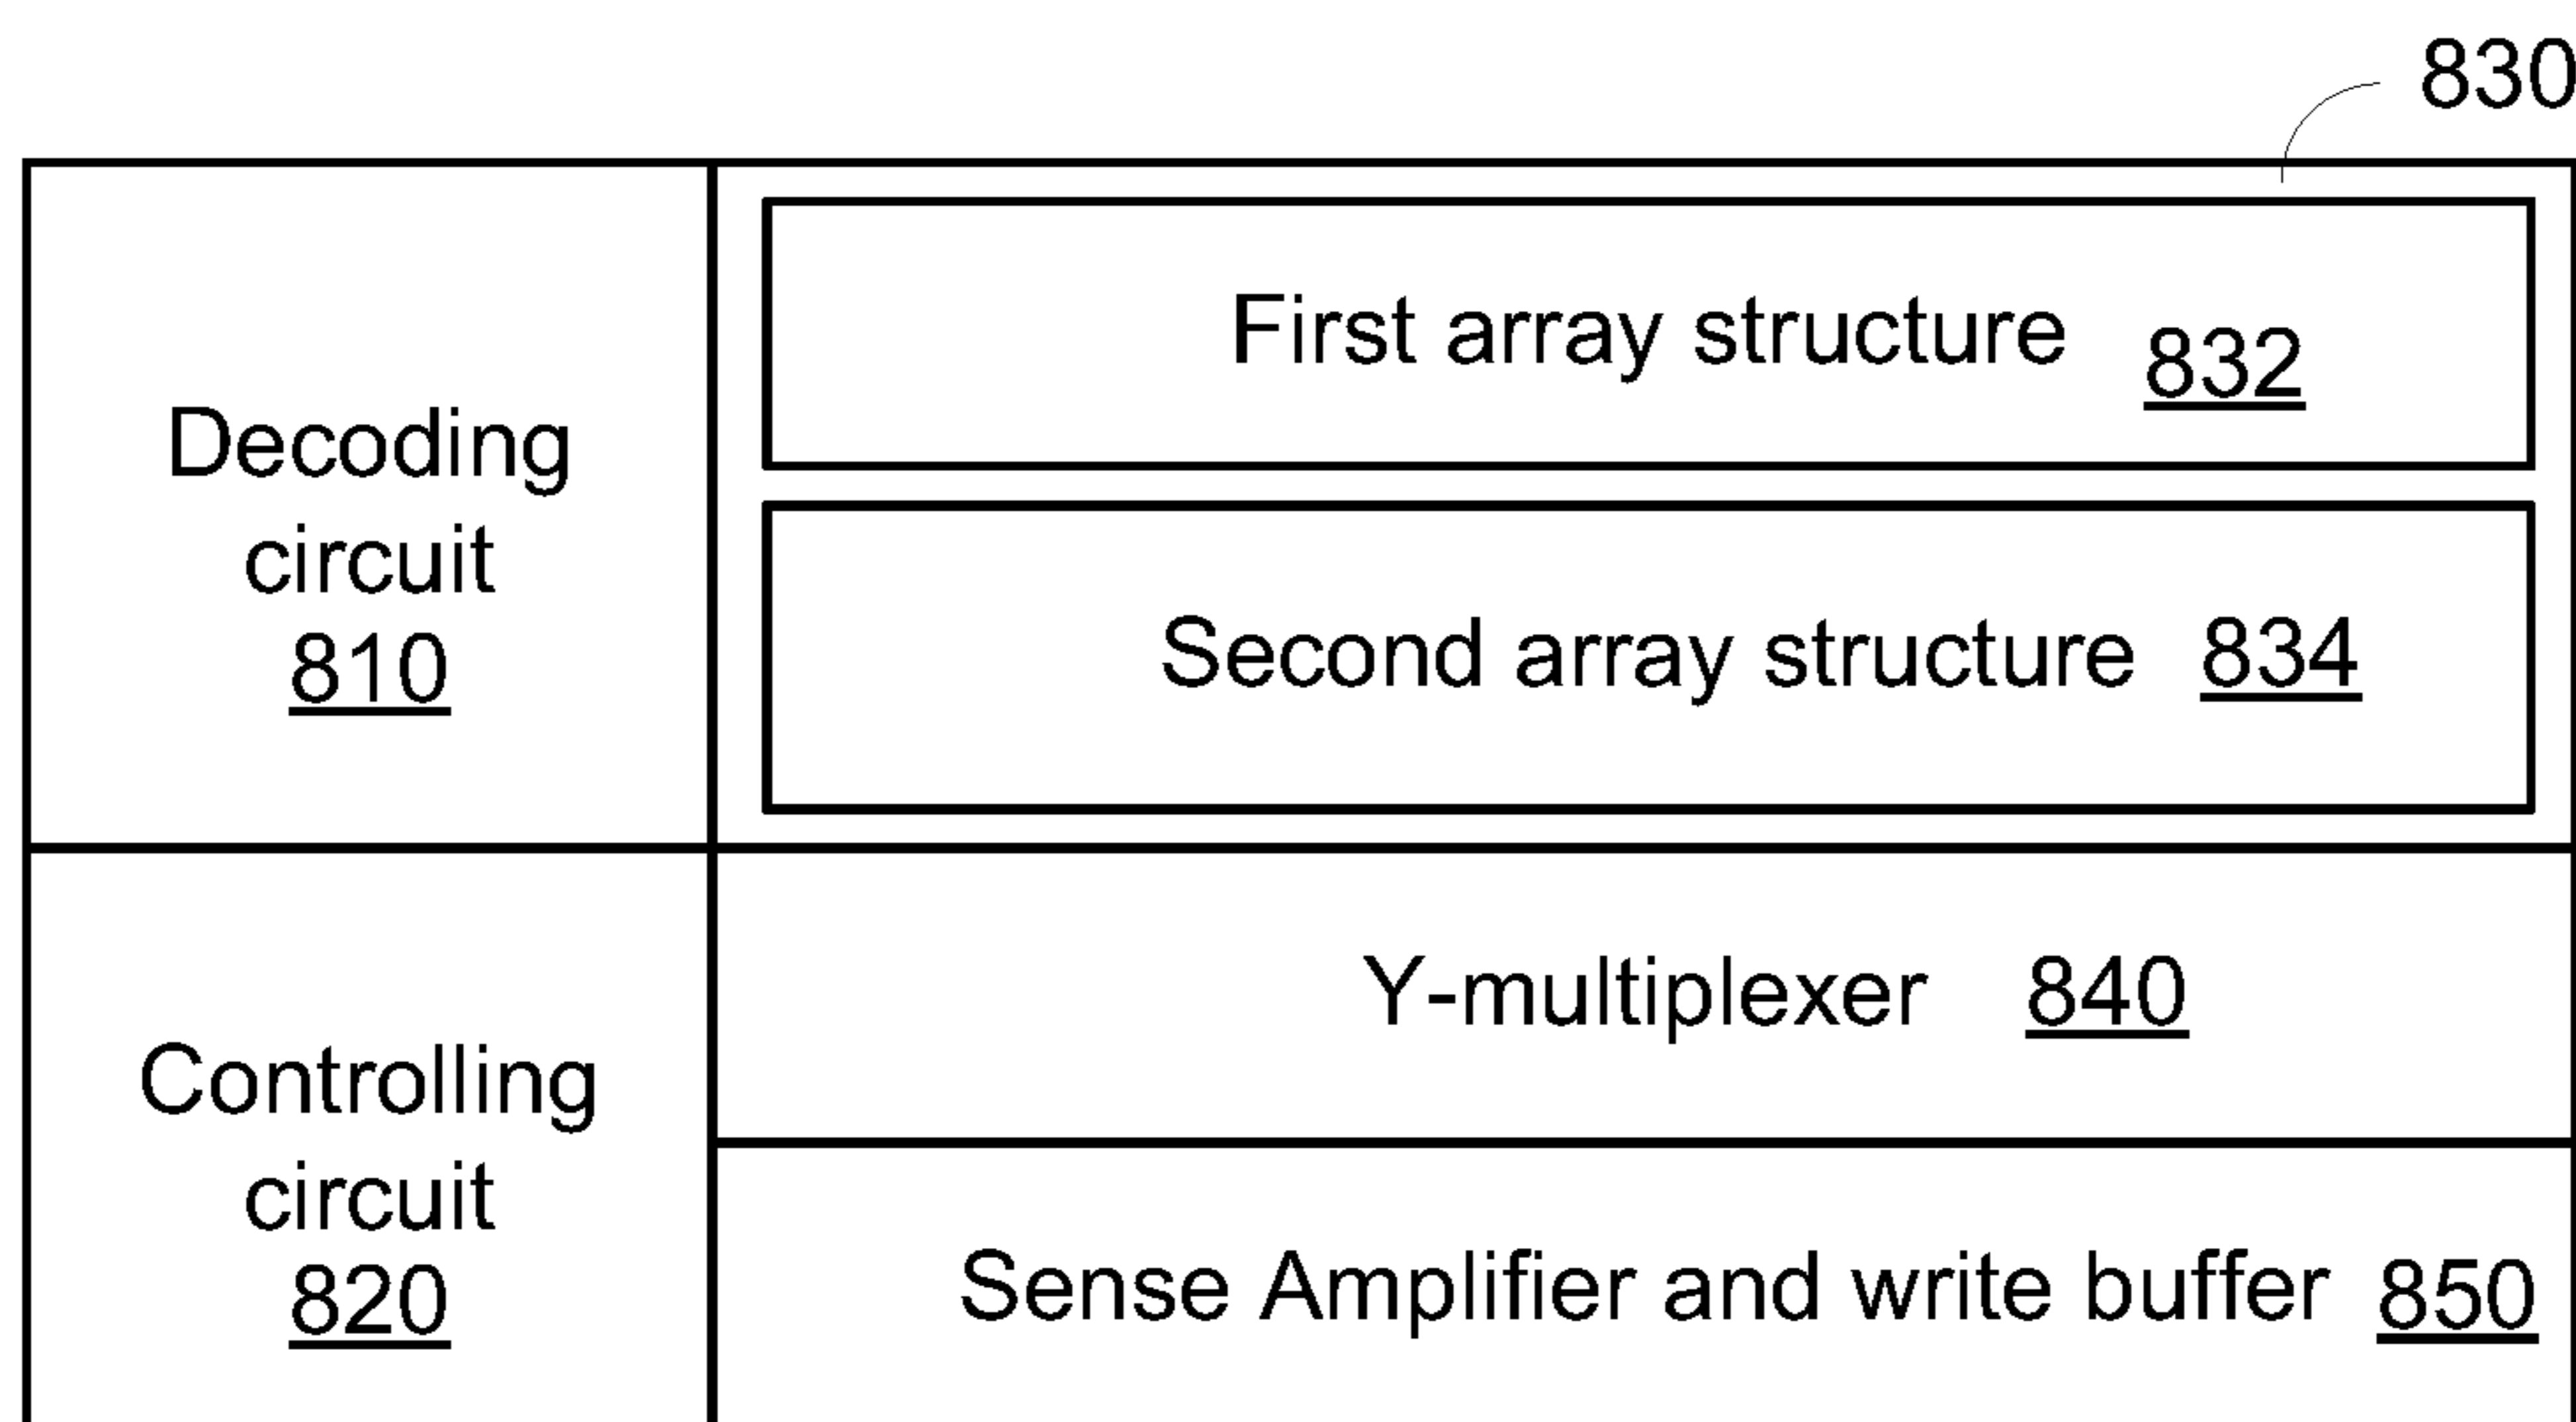 830
First array structure 832
Decoding
circuit
810
Second array structure 834
Y-multiplexer 840
Controlling
circuit
820
Sense Amplifier and write buffer 850